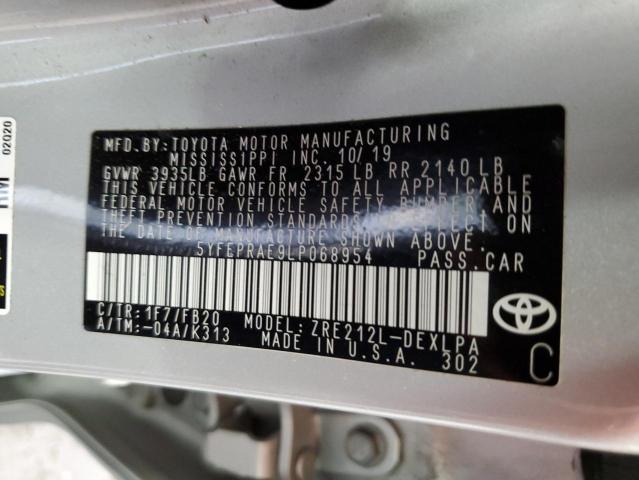 02Q20
MFD. BY: TOYOTA MOTOR MANUFACTURING
MISSISS1PPI INC. 10/19
GVWR 3935LB GAWR FR 2315 LB RR 2140 LB
THIS VEHICLE CONFORMS TO ALL APPLICABLE
FEDERAL MOTOR VEHICLE SAFETY, BUMPER, AND
THEFT PREVENTION STANDARDS IN EFFECT ON
THE DATE OF MANUFACTURE SHOWN ABOVE.
5YFEPRAE9LP068954 PASS.CAR
C/TR: 1F7/FB20
A/TM:-04A/K313
MODEL: ZRE212L-DEXLPA
MADE IN U.S.A. 302
C